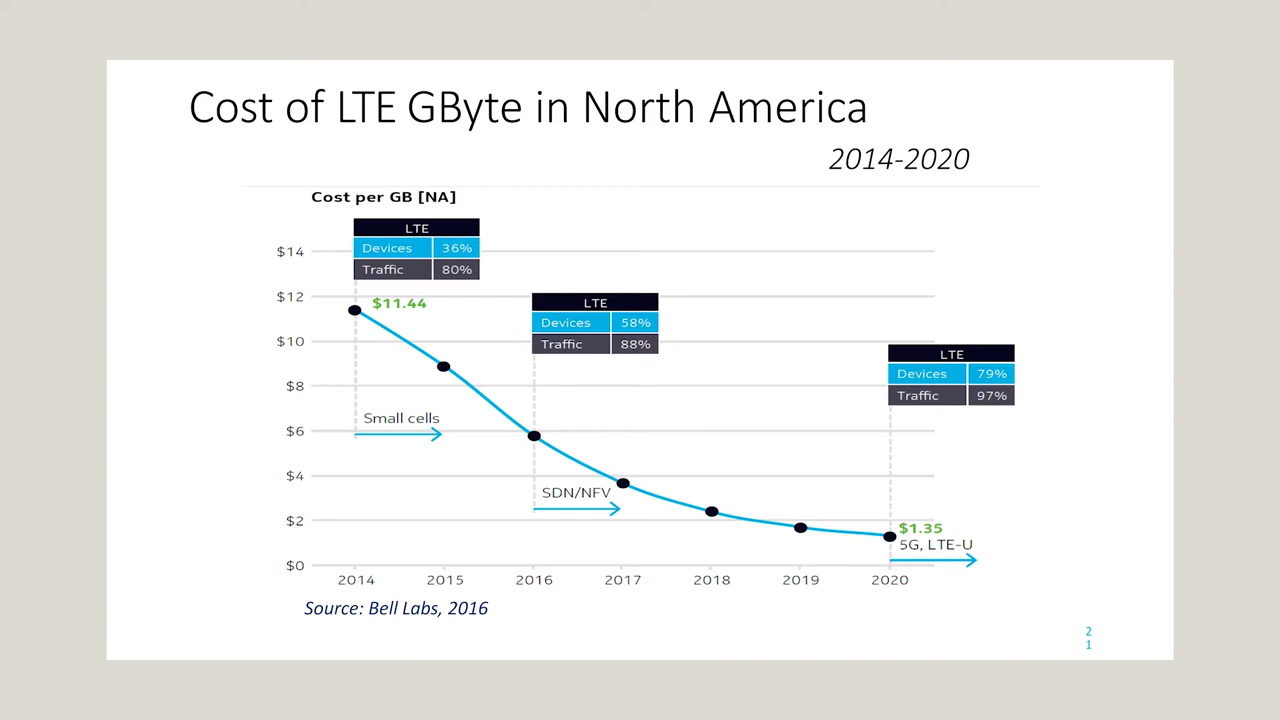 Cost of LTE GByte in North America
2014-2020
Cost per GB [NA]
LTE
Devices 36%
Traffic 80%
$14
$12
$10
$8
$6
$4
$2
$0
$11.44
LTE
Devices 58%
Traffic 88%
LTE
Devices 79%
Traffic 97%
Small cells
SDN/NFV
$1.35
5G, LTE-U
2014 2015 2016 2017 2018 2019 2020
Source: Bell Labs, 2016
2
1